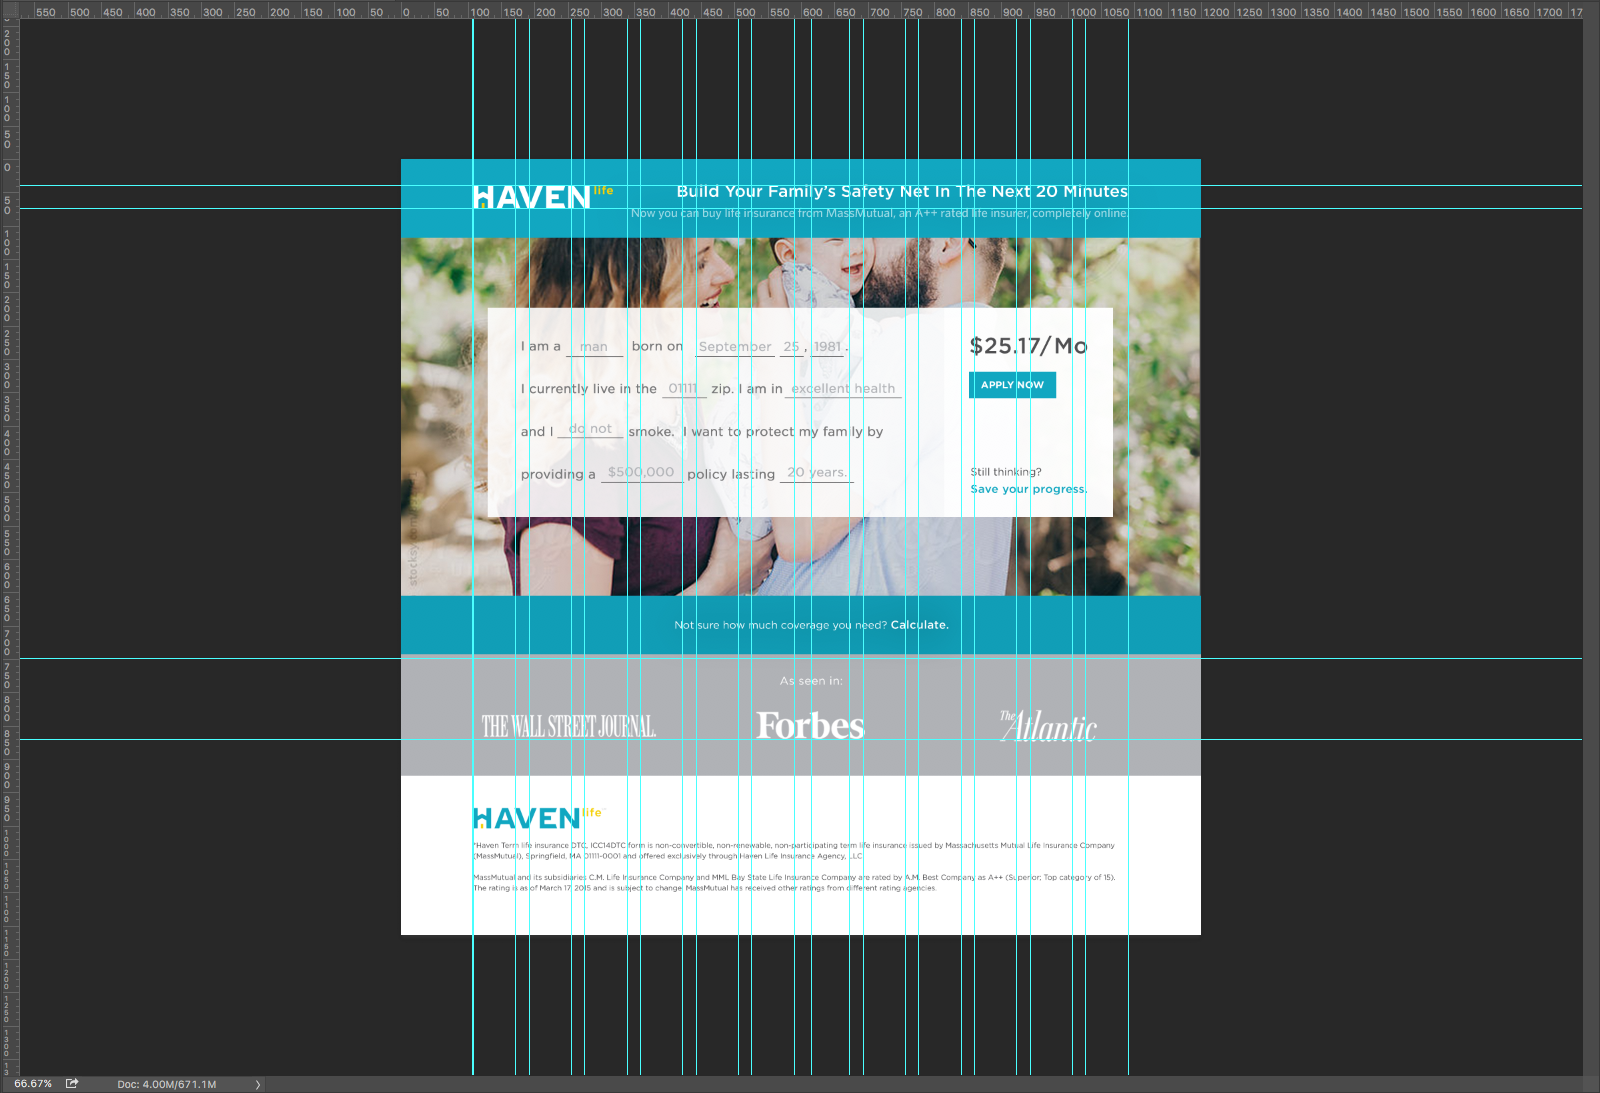 550 500 450 400 350 300 250 200 150 100 50 0 50 100 150 200 250 300 350 400 450 500 550 600 650 700 750 800 850 900 950 1000 1050 1100 1150 1200 1250 1300 1350 1400 1450 1500 1550 1600 1650 1700 17
HAVEN life
Build Your Family's Safety Net In The Next 20 Minutes
Now you can buy life insurance from MassMutual, an A++ rated life insurer, completely online.
I am a man born on September 25, 1981.
$25.17/Mo
APPLY NOW
I currently live in the 01111 zip. I am in excellent health
and I do not smoke. I want to protect my family by
providing a $500,000 policy lasting 20 years.
Still thinking?
Save your progress.
Not sure how much coverage you need? Calculate.
As seen in:
THE WALL STREET JOURNAL.
Forbes
The Atlantic
HAVEN life
*Haven Term life insurance DTC, ICC14DTC form is non-convertible, non-renewable, non-participating term life insurance issued by Massachusetts Mutual Life Insurance Company
(MassMutual), Springfield, MA 01111-0001 and offered exclusively through Haven Life Insurance Agency, LLC.
MassMutual and its subsidiaries C.M. Life Insurance Company and MML Bay State Life Insurance Company are rated by A.M. Best Company as A++ (Superior; Top category of 15).
The rating is as of March 17, 2015 and is subject to change. MassMutual has received other ratings from different rating agencies.
66.67%
Doc: 4.00M/671.1M